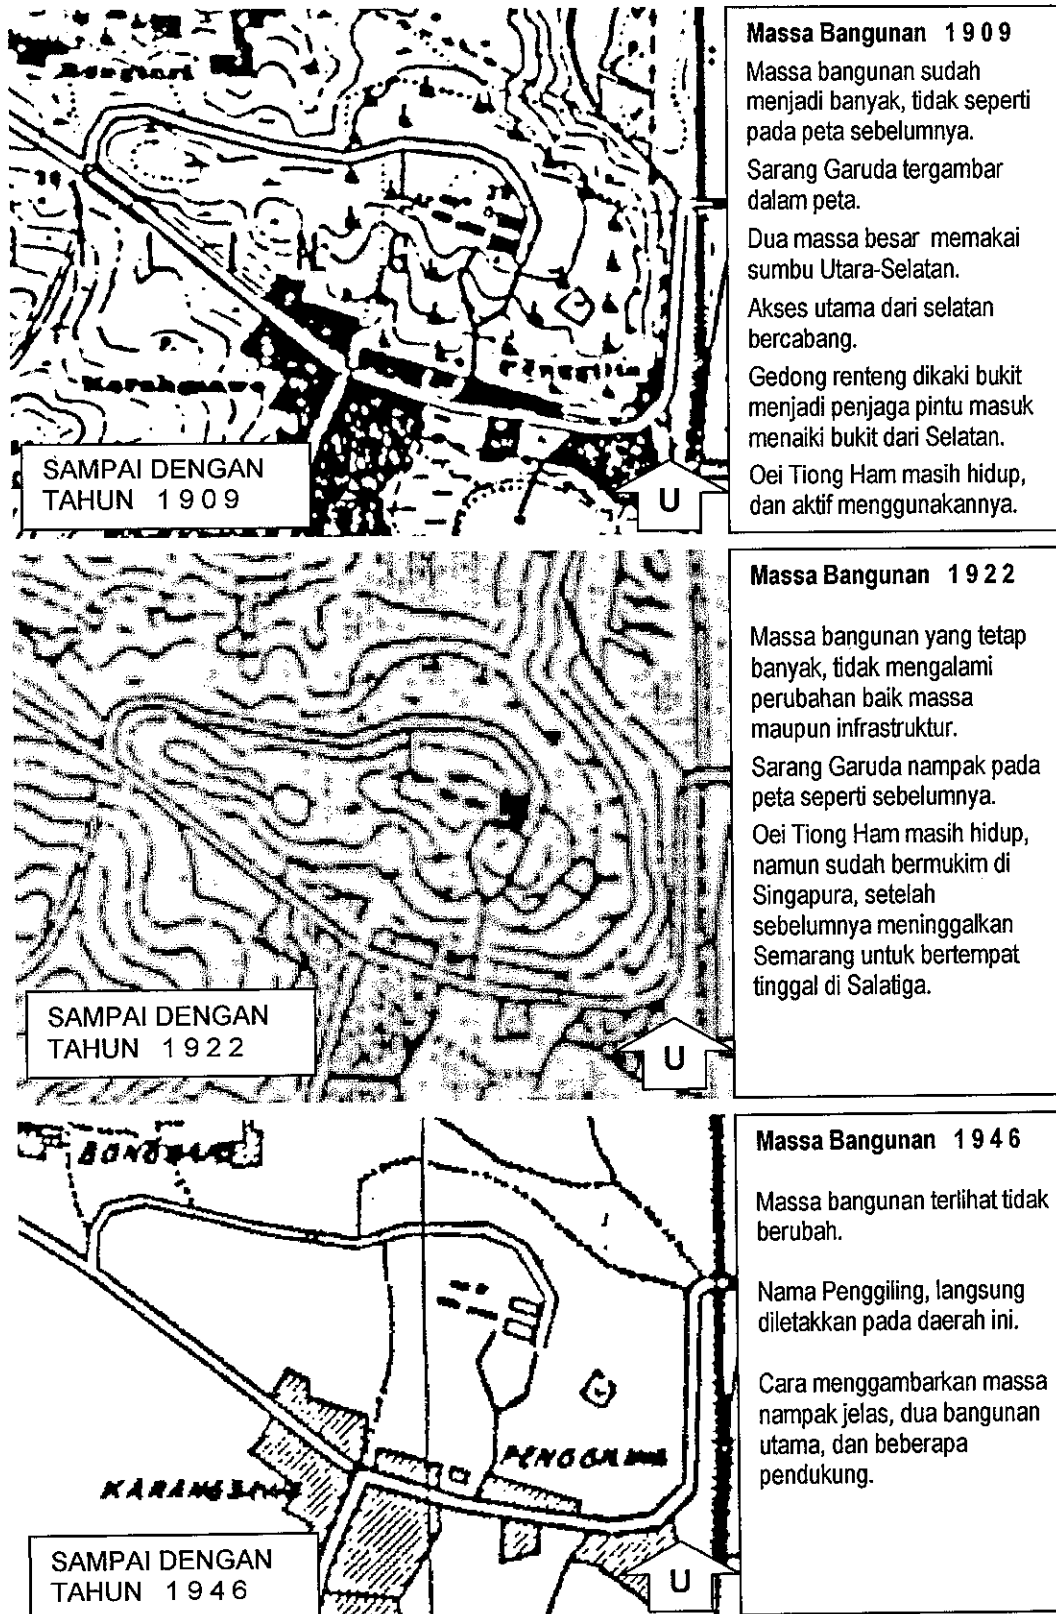 Massa Bangunan 1909
Massa bangunan sudah
menjadi banyak, tidak seperti
pada peta sebelumnya.
Sarang Garuda tergambar
dalam peta.
Dua massa besar memakai
sumbu Utara-Selatan.
Akses utama dari selatan
bercabang.
Gedong renteng dikaki bukit
menjadi penjaga pintu masuk
menaiki bukit dari Selatan.
Oei Tiong Ham masih hidup,
dan aktif menggunakannya.
SAMPAI DENGAN
TAHUN 1909
U
Massa Bangunan 1922
Massa bangunan yang tetap
banyak, tidak mengalami
perubahan baik massa
maupun infrastruktur.
Sarang Garuda nampak pada
peta seperti sebelumnya.
Oei Tiong Ham masih hidup,
namun sudah bermukim di
Singapura, setelah
sebelumnya meninggalkan
Semarang untuk bertempat
tinggal di Salatiga.
SAMPAI DENGAN
TAHUN 1922
U
Massa Bangunan 1946
Massa bangunan terlihat tidak
berubah.
Nama Penggiling, langsung
diletakkan pada daerah ini.
Cara menggambarkan massa
nampak jelas, dua bangunan
utama, dan beberapa
pendukung.
SAMPAI DENGAN
TAHUN 1946
U